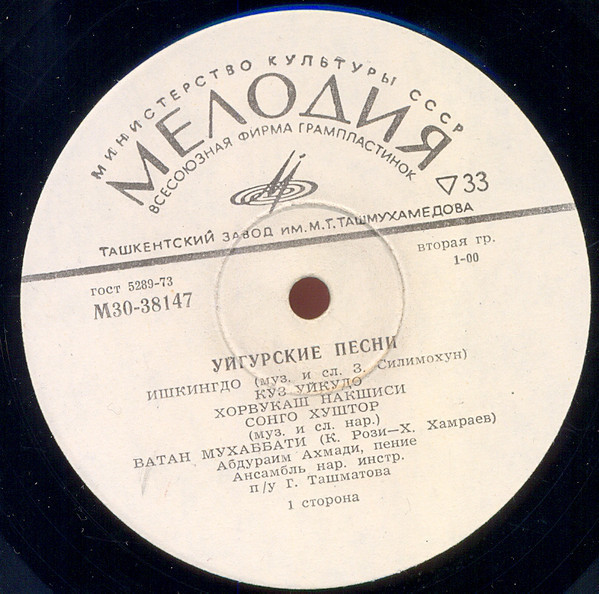 МИНИСТЕРСТВО КУЛЬТУРЫ СССР
МЕЛОДИЯ
ВСЕСОЮЗНАЯ ФИРМА ГРАМПЛАСТИНОК
33
ТАШКЕНТСКИЙ ЗАВОД ИМ. М.Т. ТАШМУХАМЕДОВА
гост 5289-73
М30-38147
вторая гр.
1-00
УЙГУРСКИЕ ПЕСНИ
ИШКИНГДО (муз. и сл. З. Силимохун)
КУЗ УЙКУДО
ХОРВУКАШ НАКШИСИ
СОНГО ХУШТОР
(муз. и сл. нар.)
ВАТАН МУХАББАТИ (К. Рози—Х. Хамраев)
Абдураим Ахмади, пение
Ансамбль нар. инстр.
п/у Г. Ташматова
1 сторона